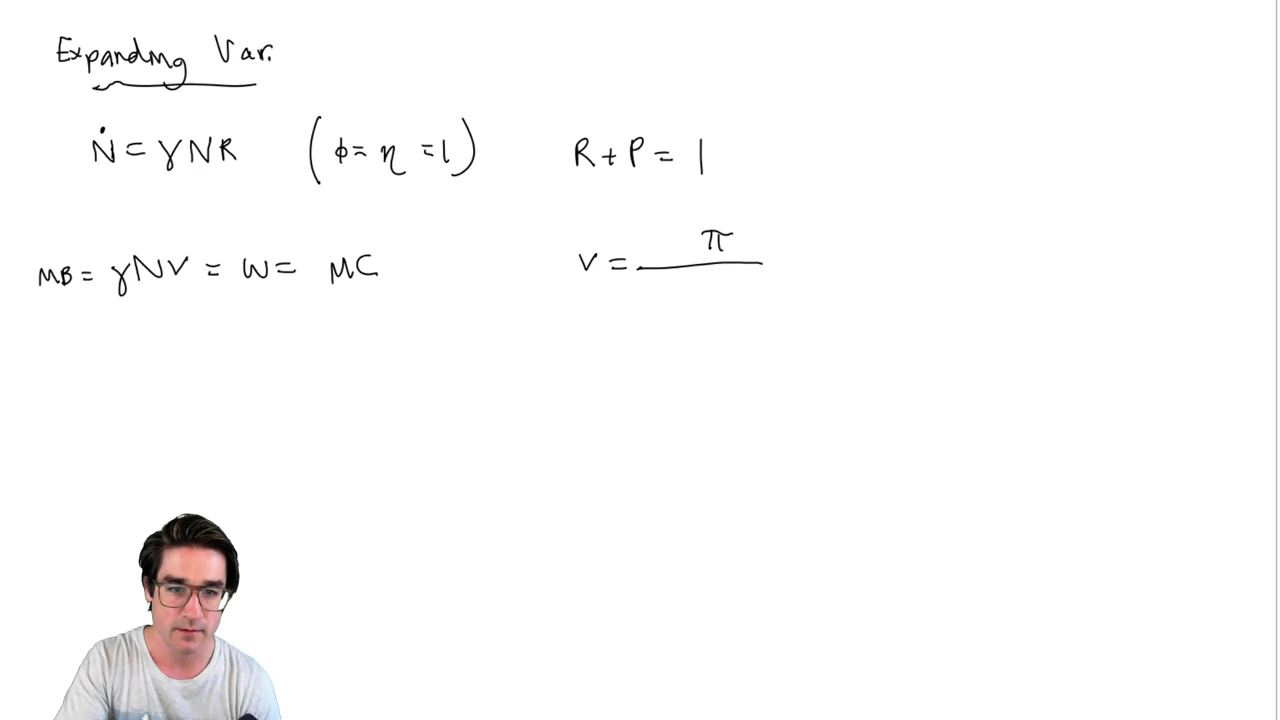 Expanding Var.
Ṅ = γNR (φ = η = 1) R + P = 1
MB = γNV = w = MC V = π